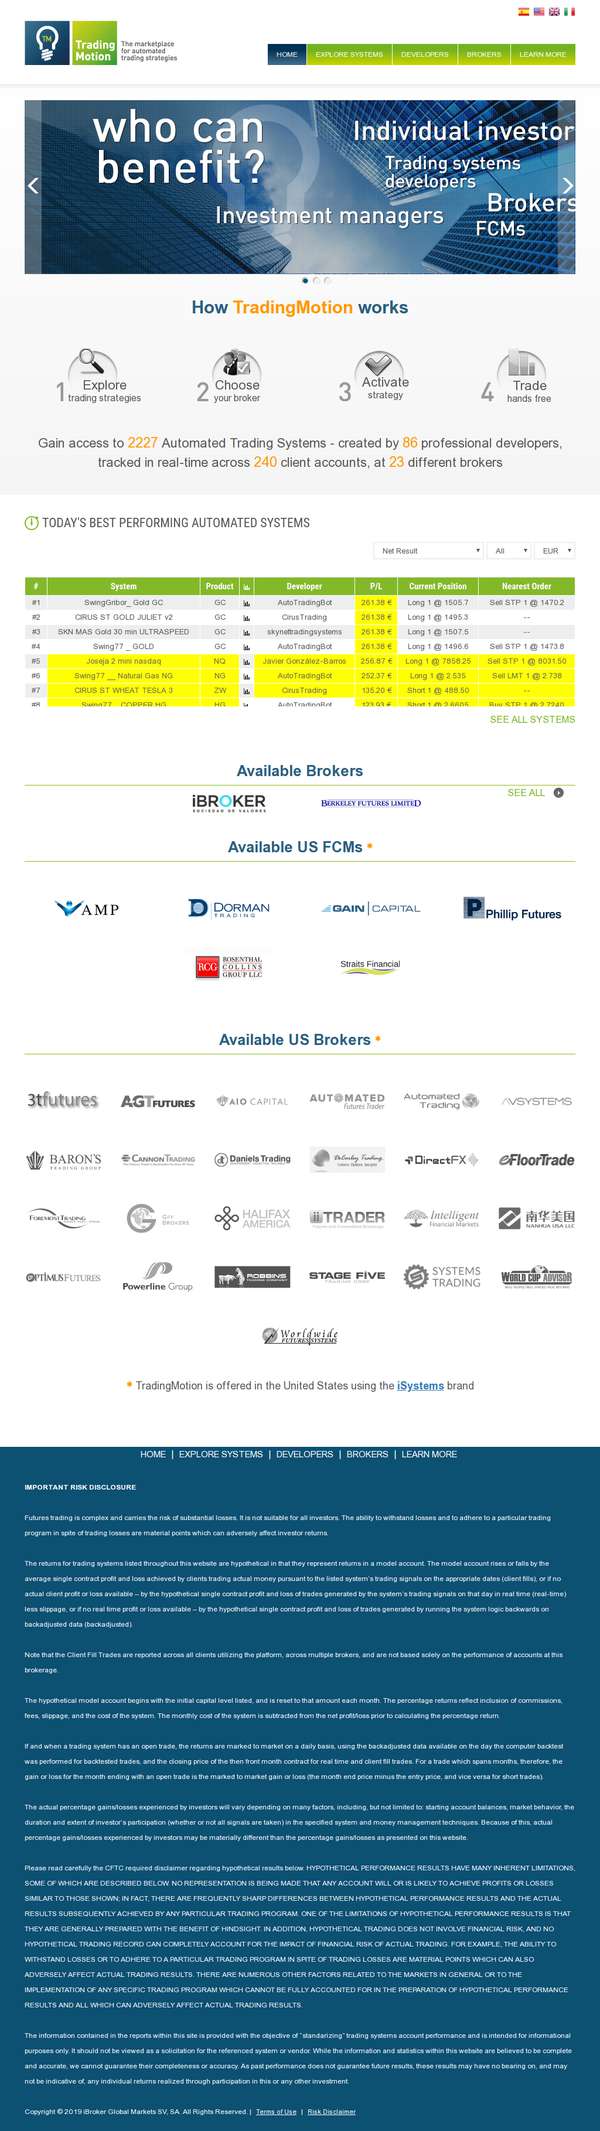 TM
Trading
Motion
The marketplace
for automated
trading strategies
HOME
EXPLORE SYSTEMS
DEVELOPERS
BROKERS
LEARN MORE
who can
benefit?
Individual investor
Trading systems
developers
Brokers
Investment managers
FCMs
How TradingMotion works
1 Explore
trading strategies
2 Choose
your broker
3 Activate
strategy
4 Trade
hands free
Gain access to 2227 Automated Trading Systems - created by 86 professional developers,
tracked in real-time across 240 client accounts, at 23 different brokers
TODAY'S BEST PERFORMING AUTOMATED SYSTEMS
Net Result All EUR
# System Product Developer P/L Current Position Nearest Order
#1 SwingGribor_ Gold GC GC AutoTradingBot 261.38 € Long 1 @ 1505.7 Sell STP 1 @ 1470.2
#2 CIRUS ST GOLD JULIET v2 GC CirusTrading 261.38 € Long 1 @ 1495.3 --
#3 SKN MAS Gold 30 min ULTRASPEED GC skynettradingsystems 261.38 € Long 1 @ 1507.5 --
#4 Swing77 _ GOLD GC AutoTradingBot 261.38 € Long 1 @ 1496.6 Sell STP 1 @ 1473.8
#5 Joseja 2 mini nasdaq NQ Javier González-Barros 256.87 € Long 1 @ 7858.25 Sell STP 1 @ 8031.50
#6 Swing77 __ Natural Gas NG NG AutoTradingBot 252.37 € Long 1 @ 2.535 Sell LMT 1 @ 2.738
#7 CIRUS ST WHEAT TESLA 3 ZW CirusTrading 135.20 € Short 1 @ 488.50 --
#8 Swing77 _ COPPER HG HG AutoTradingBot 123.93 € Short 1 @ 2.6605 Buy STP 1 @ 2.7240
SEE ALL SYSTEMS
Available Brokers
SEE ALL
iBROKER
SOCIEDAD DE VALORES
BERKELEY FUTURES LIMITED
Available US FCMs *
AMP
DORMAN
TRADING
GAIN CAPITAL
Phillip Futures
RCG
ROSENTHAL
COLLINS
GROUP LLC
Straits Financial
Available US Brokers *
3tfutures
AGT FUTURES
AIO CAPITAL
AUTOMATED
Futures Trader
Automated
Trading
AVSYSTEMS
BARON'S
TRADING GROUP
CANNON TRADING
Daniels Trading
DeCarley Trading
DirectFX
eFloorTrade
FOREMOST TRADING
GFF
BROKERS
HALIFAX
AMERICA
iiTRADER
Intelligent
Financial Markets
南华美国
NANHUA USA LLC
OPTIMUS FUTURES
Powerline Group
ROBBINS
TRADING COMPANY
STAGE FIVE
TRADING CORP
SYSTEMS
TRADING
WORLD CUP ADVISOR
Worldwide
FUTURES SYSTEMS
* TradingMotion is offered in the United States using the iSystems brand
HOME | EXPLORE SYSTEMS | DEVELOPERS | BROKERS | LEARN MORE
IMPORTANT RISK DISCLOSURE
Futures trading is complex and carries the risk of substantial losses. It is not suitable for all investors. The ability to withstand losses and to adhere to a particular trading
program in spite of trading losses are material points which can adversely affect investor returns.
The returns for trading systems listed throughout this website are hypothetical in that they represent returns in a model account. The model account rises or falls by the
average single contract profit and loss achieved by clients trading actual money pursuant to the listed system's trading signals on the appropriate dates (client fills), or if no
actual client profit or loss available – by the hypothetical single contract profit and loss of trades generated by the system's trading signals on that day in real time (real-time)
less slippage, or if no real time profit or loss available – by the hypothetical single contract profit and loss of trades generated by running the system logic backwards on
backadjusted data (backadjusted).
Note that the Client Fill Trades are reported across all clients utilizing the platform, across multiple brokers, and are not based solely on the performance of accounts at this
brokerage.
The hypothetical model account begins with the initial capital level listed, and is reset to that amount each month. The percentage returns reflect inclusion of commissions,
fees, slippage, and the cost of the system. The monthly cost of the system is subtracted from the net profit/loss prior to calculating the percentage return.
If and when a trading system has an open trade, the returns are marked to market on a daily basis, using the backadjusted data available on the day the computer backtest
was performed for backtested trades, and the closing price of the then front month contract for real time and client fill trades. For a trade which spans months, therefore, the
gain or loss for the month ending with an open trade is the marked to market gain or loss (the month end price minus the entry price, and vice versa for short trades).
The actual percentage gains/losses experienced by investors will vary depending on many factors, including, but not limited to: starting account balances, market behavior, the
duration and extent of investor's participation (whether or not all signals are taken) in the specified system and money management techniques. Because of this, actual
percentage gains/losses experienced by investors may be materially different than the percentage gains/losses as presented on this website.
Please read carefully the CFTC required disclaimer regarding hypothetical results below. HYPOTHETICAL PERFORMANCE RESULTS HAVE MANY INHERENT LIMITATIONS,
SOME OF WHICH ARE DESCRIBED BELOW. NO REPRESENTATION IS BEING MADE THAT ANY ACCOUNT WILL OR IS LIKELY TO ACHIEVE PROFITS OR LOSSES
SIMILAR TO THOSE SHOWN; IN FACT, THERE ARE FREQUENTLY SHARP DIFFERENCES BETWEEN HYPOTHETICAL PERFORMANCE RESULTS AND THE ACTUAL
RESULTS SUBSEQUENTLY ACHIEVED BY ANY PARTICULAR TRADING PROGRAM. ONE OF THE LIMITATIONS OF HYPOTHETICAL PERFORMANCE RESULTS IS THAT
THEY ARE GENERALLY PREPARED WITH THE BENEFIT OF HINDSIGHT. IN ADDITION, HYPOTHETICAL TRADING DOES NOT INVOLVE FINANCIAL RISK, AND NO
HYPOTHETICAL TRADING RECORD CAN COMPLETELY ACCOUNT FOR THE IMPACT OF FINANCIAL RISK OF ACTUAL TRADING. FOR EXAMPLE, THE ABILITY TO
WITHSTAND LOSSES OR TO ADHERE TO A PARTICULAR TRADING PROGRAM IN SPITE OF TRADING LOSSES ARE MATERIAL POINTS WHICH CAN ALSO
ADVERSELY AFFECT ACTUAL TRADING RESULTS. THERE ARE NUMEROUS OTHER FACTORS RELATED TO THE MARKETS IN GENERAL OR TO THE
IMPLEMENTATION OF ANY SPECIFIC TRADING PROGRAM WHICH CANNOT BE FULLY ACCOUNTED FOR IN THE PREPARATION OF HYPOTHETICAL PERFORMANCE
RESULTS AND ALL WHICH CAN ADVERSELY AFFECT ACTUAL TRADING RESULTS.
The information contained in the reports within this site is provided with the objective of "standarizing" trading systems account performance and is intended for informational
purposes only. It should not be viewed as a solicitation for the referenced system or vendor. While the information and statistics within this website are believed to be complete
and accurate, we cannot guarantee their completeness or accuracy. As past performance does not guarantee future results, these results may have no bearing on, and may
not be indicative of, any individual returns realized through participation in this or any other investment.
Copyright © 2019 iBroker Global Markets SV, SA. All Rights Reserved. | Terms of Use | Risk Disclaimer